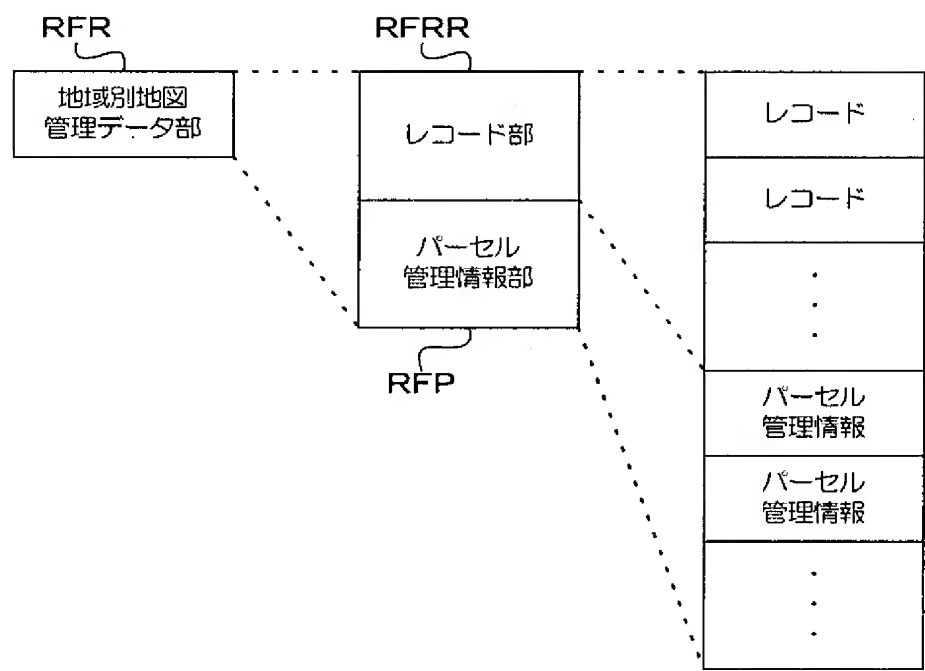 RFR
地域別地図
管理データ部
RFRR
レコード部
パーセル
管理情報部
RFP
レコード
レコード
パーセル
管理情報
パーセル
管理情報